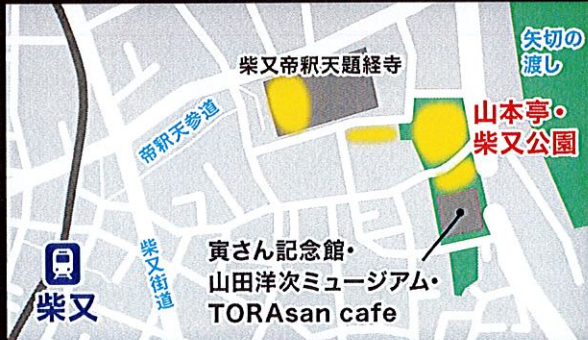 柴又帝釈天題経寺
矢切の
渡し
山本亭・
柴又公園
帝釈天参道
柴又街道
寅さん記念館・
山田洋次ミュージアム・
TORAsan cafe
柴又